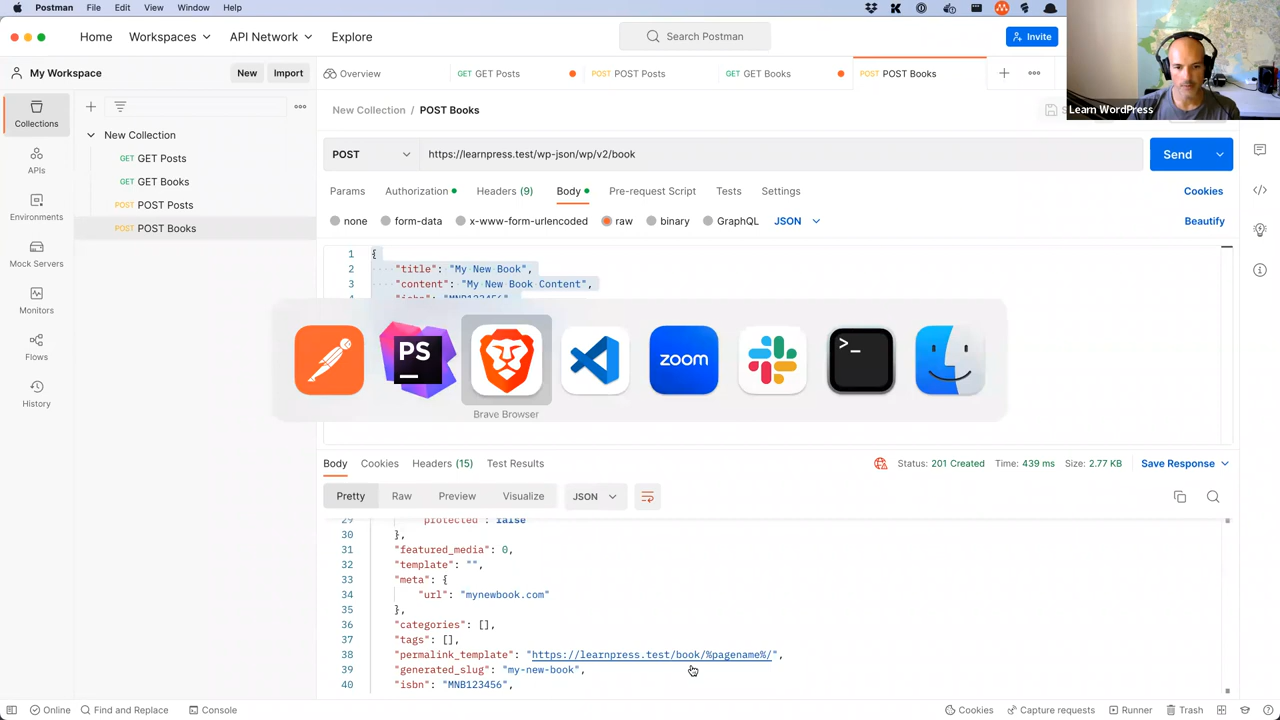 Postman File Edit View Window Help
Home Workspaces API Network Explore
Search Postman
Invite
Learn WordPress
My Workspace
New Import
Overview
GET GET Posts
POST POST Posts
GET GET Books
POST POST Books
Collections
APIs
Environments
Mock Servers
Monitors
Flows
History
New Collection
GET GET Posts
GET GET Books
POST POST Posts
POST POST Books
New Collection / POST Books
POST https://learnpress.test/wp-json/wp/v2/book
Send
Params Authorization Headers (9) Body Pre-request Script Tests Settings
Cookies
none form-data x-www-form-urlencoded raw binary GraphQL JSON
Beautify
1 {
2 "title": "My New Book",
3 "content": "My New Book Content",
4 "isbn": "MNB123456",
PS
zoom
>_
Brave Browser
Body Cookies Headers (15) Test Results
Status: 201 Created Time: 439 ms Size: 2.77 KB Save Response
Pretty Raw Preview Visualize JSON
29 "protected": false
30 },
31 "featured_media": 0,
32 "template": "",
33 "meta": {
34 "url": "mynewbook.com"
35 },
36 "categories": [],
37 "tags": [],
38 "permalink_template": "https://learnpress.test/book/%pagename%/",
39 "generated_slug": "my-new-book",
40 "isbn": "MNB123456",
Online Find and Replace Console
Cookies Capture requests Runner Trash